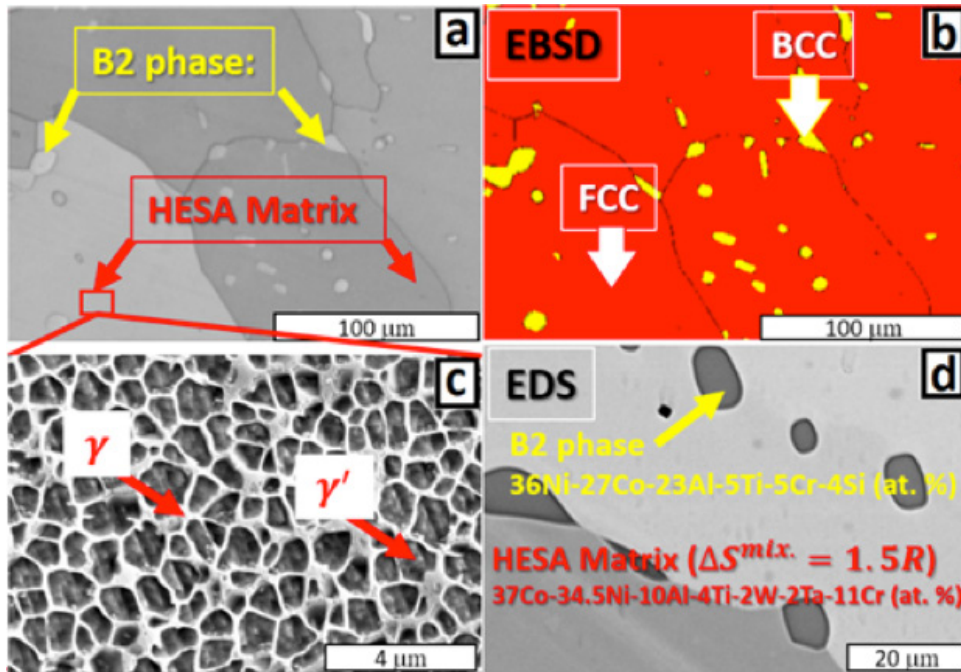 a
B2 phase:
HESA Matrix
100 μm
b
EBSD
BCC
FCC
100 μm
c
γ
γ′
4 μm
d
EDS
B2 phase
36Ni-27Co-23Al-5Ti-5Cr-4Si (at. %)
HESA Matrix (ΔS^mix. = 1.5R)
37Co-34.5Ni-10Al-4Ti-2W-2Ta-11Cr (at. %)
20 μm